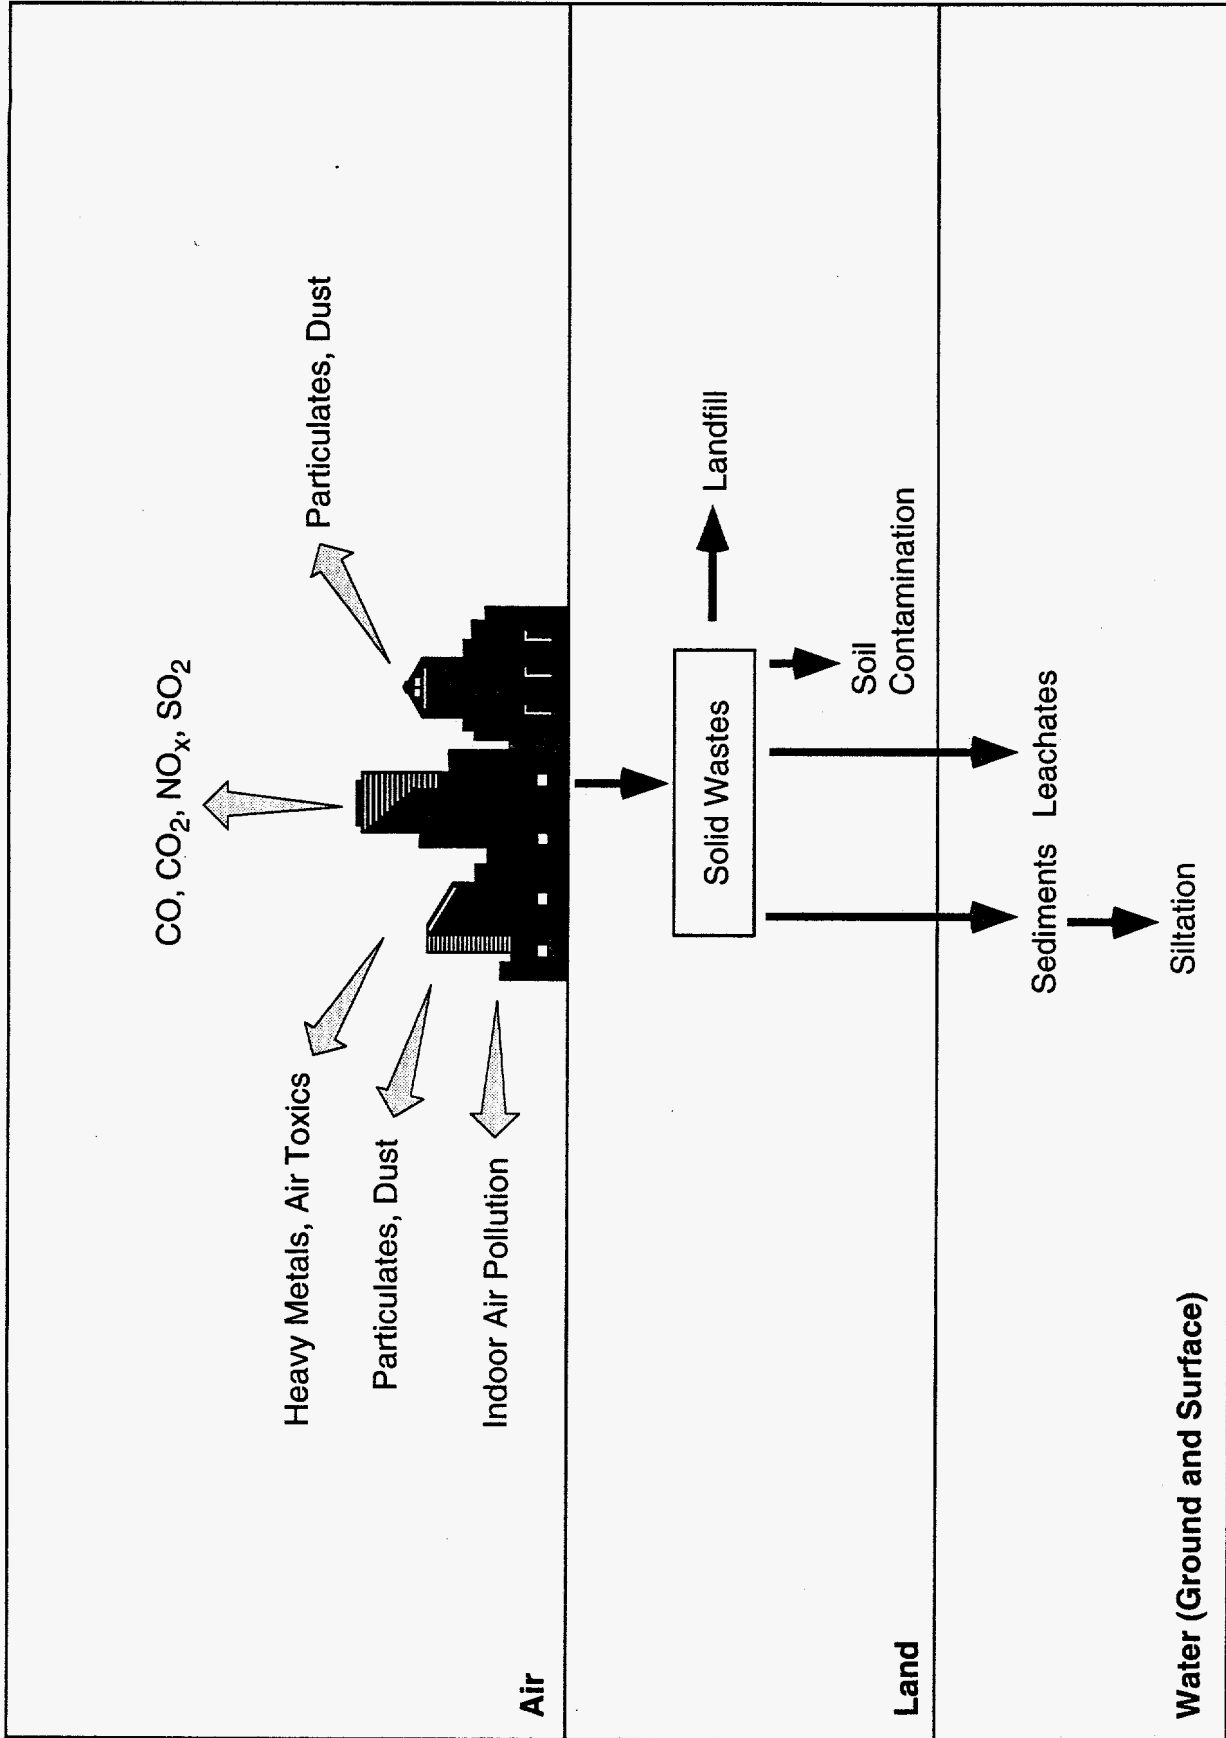 CO, CO2, NOx, SO2
Heavy Metals, Air Toxics
Particulates, Dust
Particulates, Dust
Indoor Air Pollution
Air
Solid Wastes
Landfill
Soil
Contamination
Land
Sediments
Leachates
Siltation
Water (Ground and Surface)